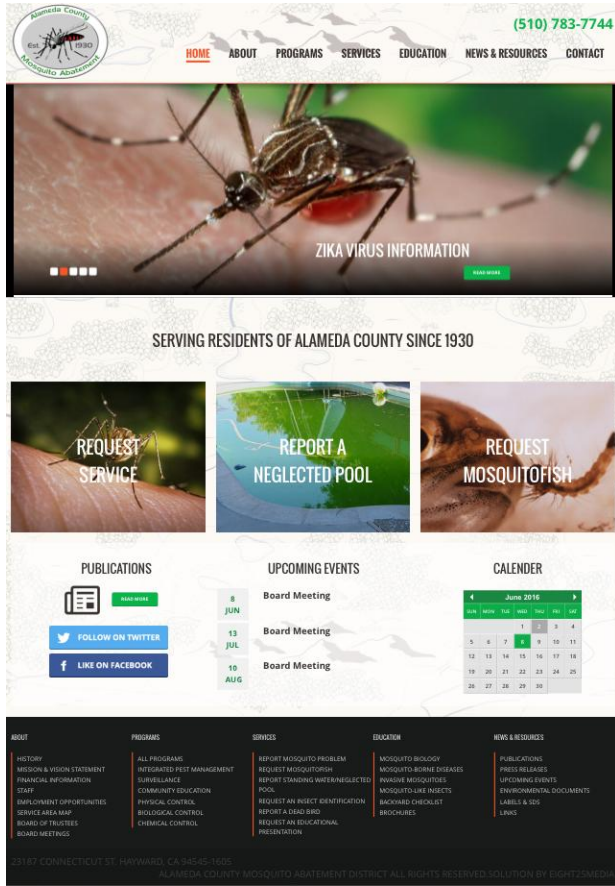 Alameda County
Est. 1930
Mosquito Abatement
(510) 783-7744
HOME ABOUT PROGRAMS SERVICES EDUCATION NEWS & RESOURCES CONTACT
ZIKA VIRUS INFORMATION
READ MORE
SERVING RESIDENTS OF ALAMEDA COUNTY SINCE 1930
REQUEST
SERVICE
REPORT A
NEGLECTED POOL
REQUEST
MOSQUITOFISH
PUBLICATIONS
READ MORE
FOLLOW ON TWITTER
f LIKE ON FACEBOOK
UPCOMING EVENTS
8
JUN
Board Meeting
13
JUL
Board Meeting
10
AUG
Board Meeting
CALENDER
June 2016
SUN MON TUE WED THU FRI SAT
1 2 3 4
5 6 7 8 9 10 11
12 13 14 15 16 17 18
19 20 21 22 23 24 25
26 27 28 29 30
ABOUT
HISTORY
MISSION & VISION STATEMENT
FINANCIAL INFORMATION
STAFF
EMPLOYMENT OPPORTUNITIES
SERVICE AREA MAP
BOARD OF TRUSTEES
BOARD MEETINGS
PROGRAMS
ALL PROGRAMS
INTEGRATED PEST MANAGEMENT
SURVEILLANCE
COMMUNITY EDUCATION
PHYSICAL CONTROL
BIOLOGICAL CONTROL
CHEMICAL CONTROL
SERVICES
REPORT MOSQUITO PROBLEM
REQUEST MOSQUITOFISH
REPORT STANDING WATER/NEGLECTED
POOL
REQUEST AN INSECT IDENTIFICATION
REPORT A DEAD BIRD
REQUEST AN EDUCATIONAL
PRESENTATION
EDUCATION
MOSQUITO BIOLOGY
MOSQUITO-BORNE DISEASES
INVASIVE MOSQUITOES
MOSQUITO-LIKE INSECTS
BACKYARD CHECKLIST
BROCHURES
NEWS & RESOURCES
PUBLICATIONS
PRESS RELEASES
UPCOMING EVENTS
ENVIRONMENTAL DOCUMENTS
LABELS & SDS
LINKS
23187 CONNECTICUT ST. HAYWARD, CA 94545-1605
ALAMEDA COUNTY MOSQUITO ABATEMENT DISTRICT ALL RIGHTS RESERVED.SOLUTION BY EIGHT25MEDIA